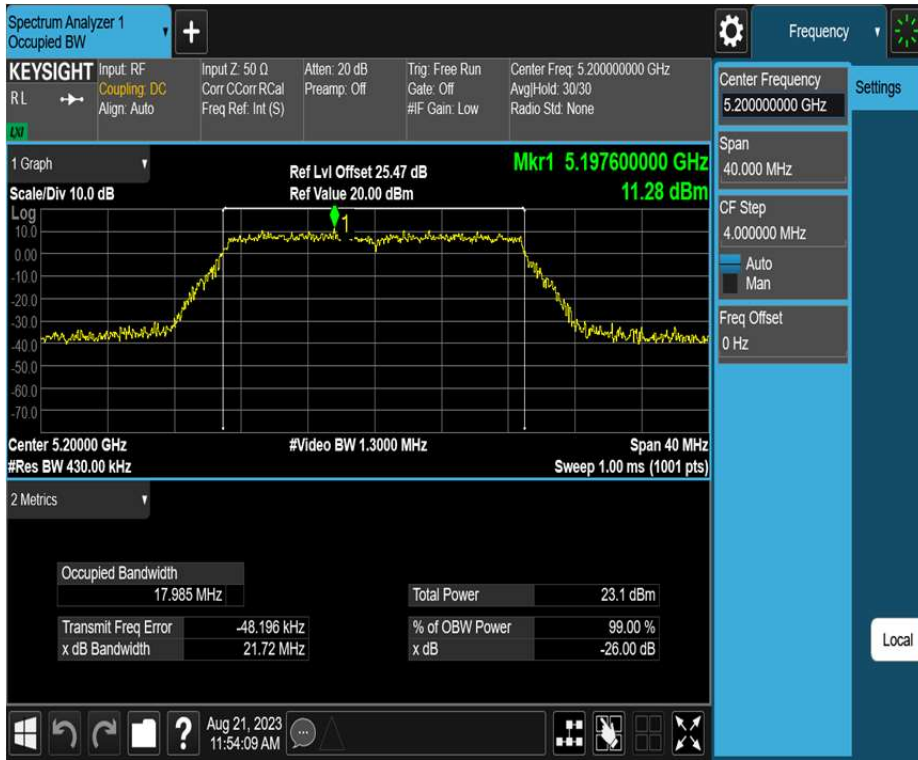 Spectrum Analyzer 1
Occupied BW
+
Frequency
KEYSIGHT
R L
LXI
Input: RF
Coupling: DC
Align: Auto
Input Z: 50 Ω
Corr CCorr RCal
Freq Ref: Int (S)
Atten: 20 dB
Preamp: Off
Trig: Free Run
Gate: Off
#IF Gain: Low
Center Freq: 5.200000000 GHz
Avg|Hold: 30/30
Radio Std: None
Center Frequency
5.200000000 GHz
Settings
Span
40.000 MHz
CF Step
4.000000 MHz
Auto
Man
Freq Offset
0 Hz
1 Graph
Scale/Div 10.0 dB
Ref Lvl Offset 25.47 dB
Ref Value 20.00 dBm
Mkr1 5.197600000 GHz
11.28 dBm
Log
1
10.0
0.00
-10.0
-20.0
-30.0
-40.0
-50.0
-60.0
-70.0
Center 5.20000 GHz
#Video BW 1.3000 MHz
Span 40 MHz
#Res BW 430.00 kHz
Sweep 1.00 ms (1001 pts)
2 Metrics
Occupied Bandwidth
17.985 MHz
Total Power 23.1 dBm
Transmit Freq Error -48.196 kHz
% of OBW Power 99.00 %
x dB Bandwidth 21.72 MHz
x dB -26.00 dB
Local
?
Aug 21, 2023
11:54:09 AM